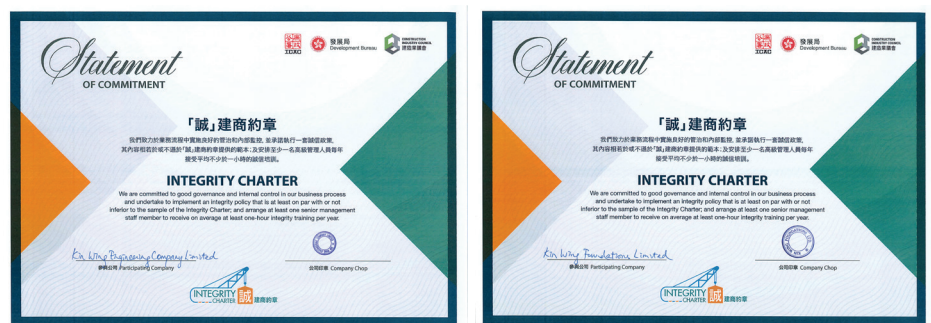 Statement
OF COMMITMENT
ICAC
發展局
Development Bureau
CONSTRUCTION
INDUSTRY COUNCIL
建造業議會
「誠」建商約章
我們致力於業務流程中實施良好的管治和內部監控, 並承諾執行一套誠信政策,
其內容相若於或不遜於「誠」建商約章提供的範本; 及安排至少一名高級管理人員每年
接受平均不少於一小時的誠信培訓。
INTEGRITY CHARTER
We are committed to good governance and internal control in our business process
and undertake to implement an integrity policy that is at least on par with or not
inferior to the sample of the Integrity Charter; and arrange at least one senior management
staff member to receive on average at least one-hour integrity training per year.
Kin Wing Engineering Company Limited
參與公司 Participating Company
公司印章 Company Chop
INTEGRITY
CHARTER
誠
建商約章
Statement
OF COMMITMENT
ICAC
發展局
Development Bureau
CONSTRUCTION
INDUSTRY COUNCIL
建造業議會
「誠」建商約章
我們致力於業務流程中實施良好的管治和內部監控, 並承諾執行一套誠信政策,
其內容相若於或不遜於「誠」建商約章提供的範本; 及安排至少一名高級管理人員每年
接受平均不少於一小時的誠信培訓。
INTEGRITY CHARTER
We are committed to good governance and internal control in our business process
and undertake to implement an integrity policy that is at least on par with or not
inferior to the sample of the Integrity Charter; and arrange at least one senior management
staff member to receive on average at least one-hour integrity training per year.
Kin Wing Foundations Limited
參與公司 Participating Company
公司印章 Company Chop
INTEGRITY
CHARTER
誠
建商約章